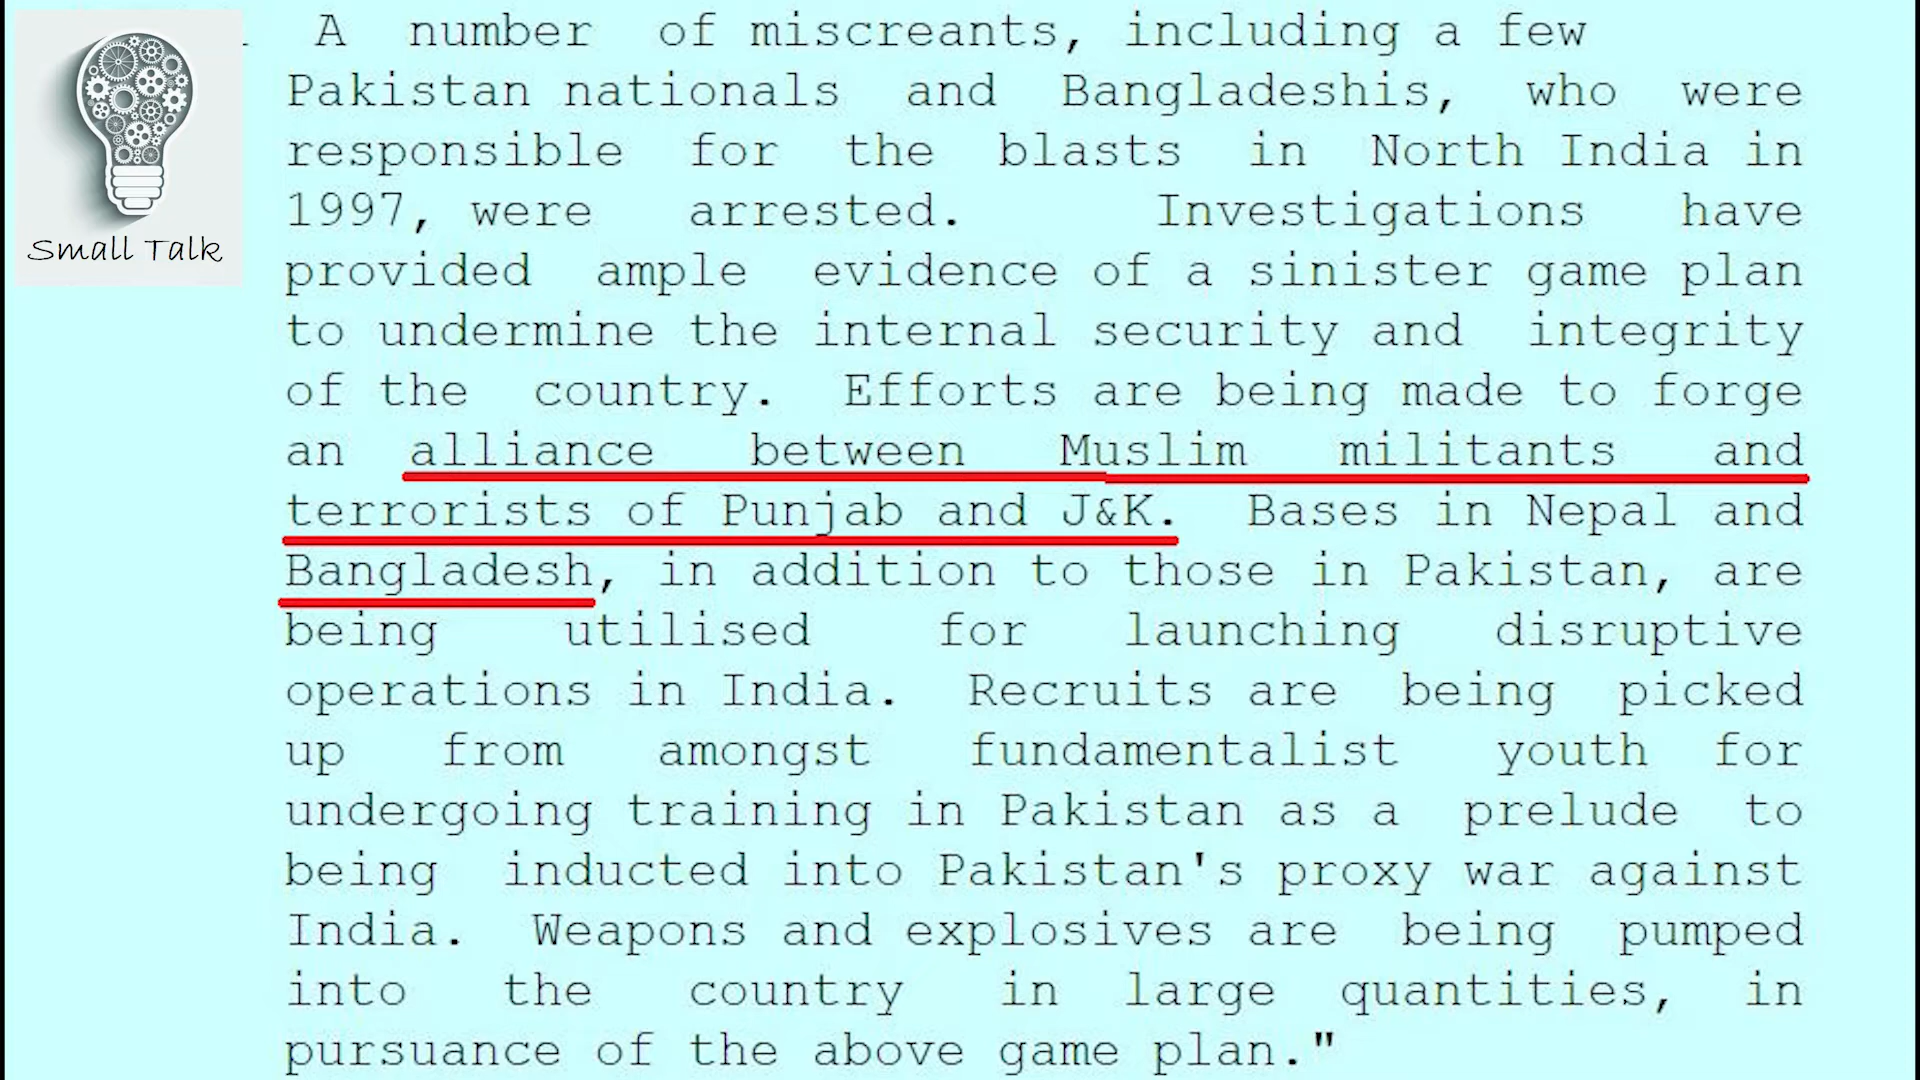 A number of miscreants, including a few
Pakistan nationals and Bangladeshis, who were
responsible for the blasts in North India in
1997, were arrested. Investigations have
provided ample evidence of a sinister game plan
to undermine the internal security and integrity
of the country. Efforts are being made to forge
an alliance between Muslim militants and
terrorists of Punjab and J&K. Bases in Nepal and
Bangladesh, in addition to those in Pakistan, are
being utilised for launching disruptive
operations in India. Recruits are being picked
up from amongst fundamentalist youth for
undergoing training in Pakistan as a prelude to
being inducted into Pakistan's proxy war against
India. Weapons and explosives are being pumped
into the country in large quantities, in
pursuance of the above game plan."
Small Talk